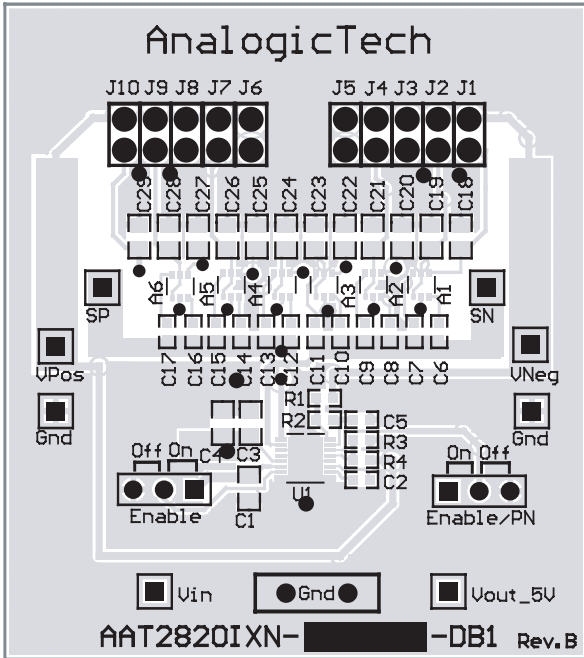 AnalogicTech
J10 J9 J8 J7 J6 J5 J4 J3 J2 J1
C29 C28 C27 C26 C25 C24 C23 C22 C21 C20 C19 C18
A6 A5 A4 A3 A2 A1
SP SN
C17 C16 C15 C14 C13 C12 C11 C10 C9 C8 C7 C6
VPos VNeg
R1
Gnd R2 C5 Gnd
R3
Off On C4 C3 R4 On Off
C2
U1
Enable C1 Enable/PN
Vin Gnd Vout_5V
AAT2820IXN- -DB1 Rev.B